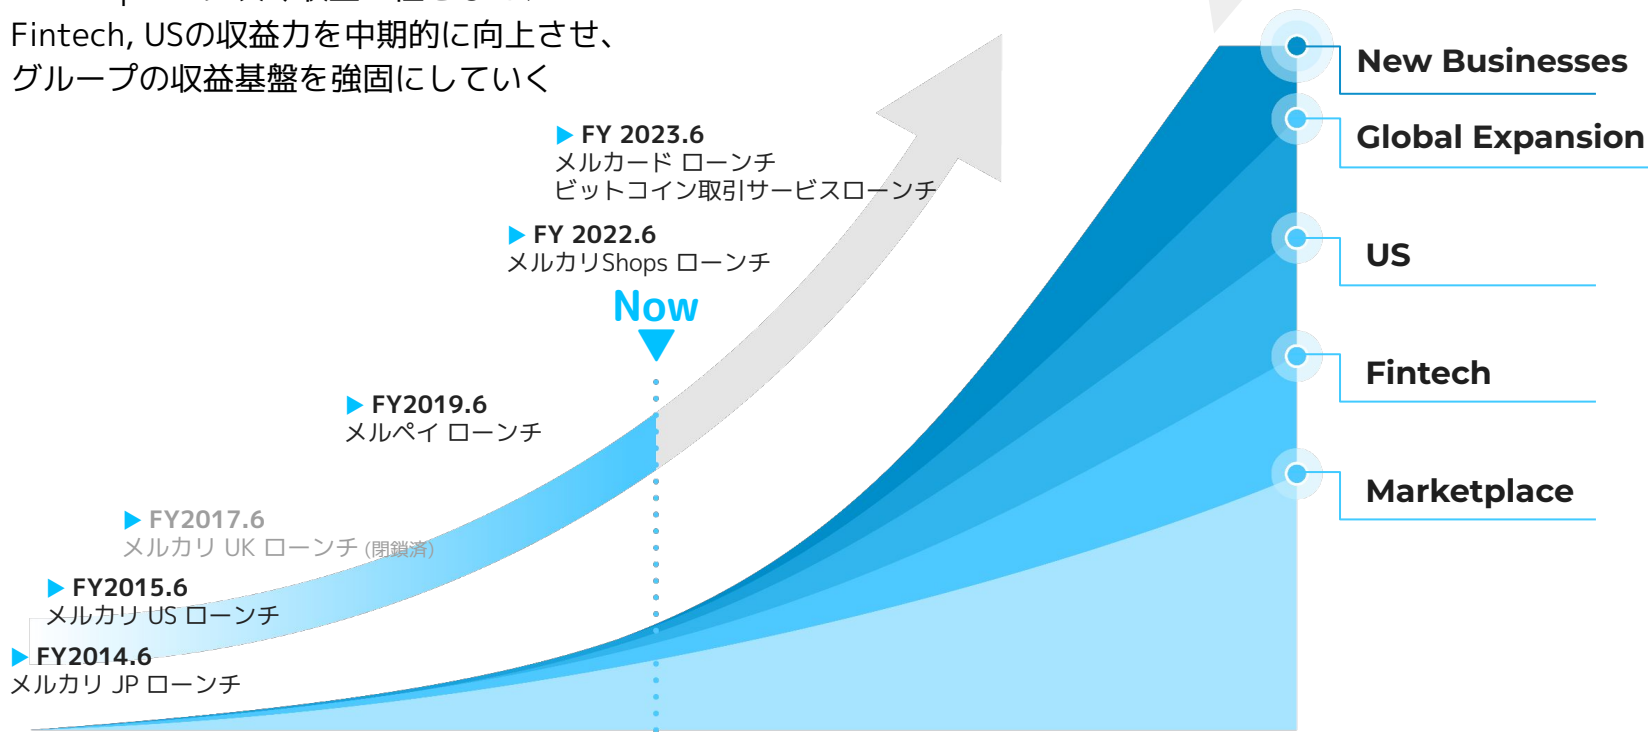 Fintech, USの収益力を中期的に向上させ、
グループの収益基盤を強固にしていく
▶ FY 2023.6
メルカード ローンチ
ビットコイン取引サービスローンチ
▶ FY 2022.6
メルカリShops ローンチ
Now
▶ FY2019.6
メルペイ ローンチ
▶ FY2017.6
メルカリ UK ローンチ (閉鎖済)
▶ FY2015.6
メルカリ US ローンチ
▶ FY2014.6
メルカリ JP ローンチ
New Businesses
Global Expansion
US
Fintech
Marketplace